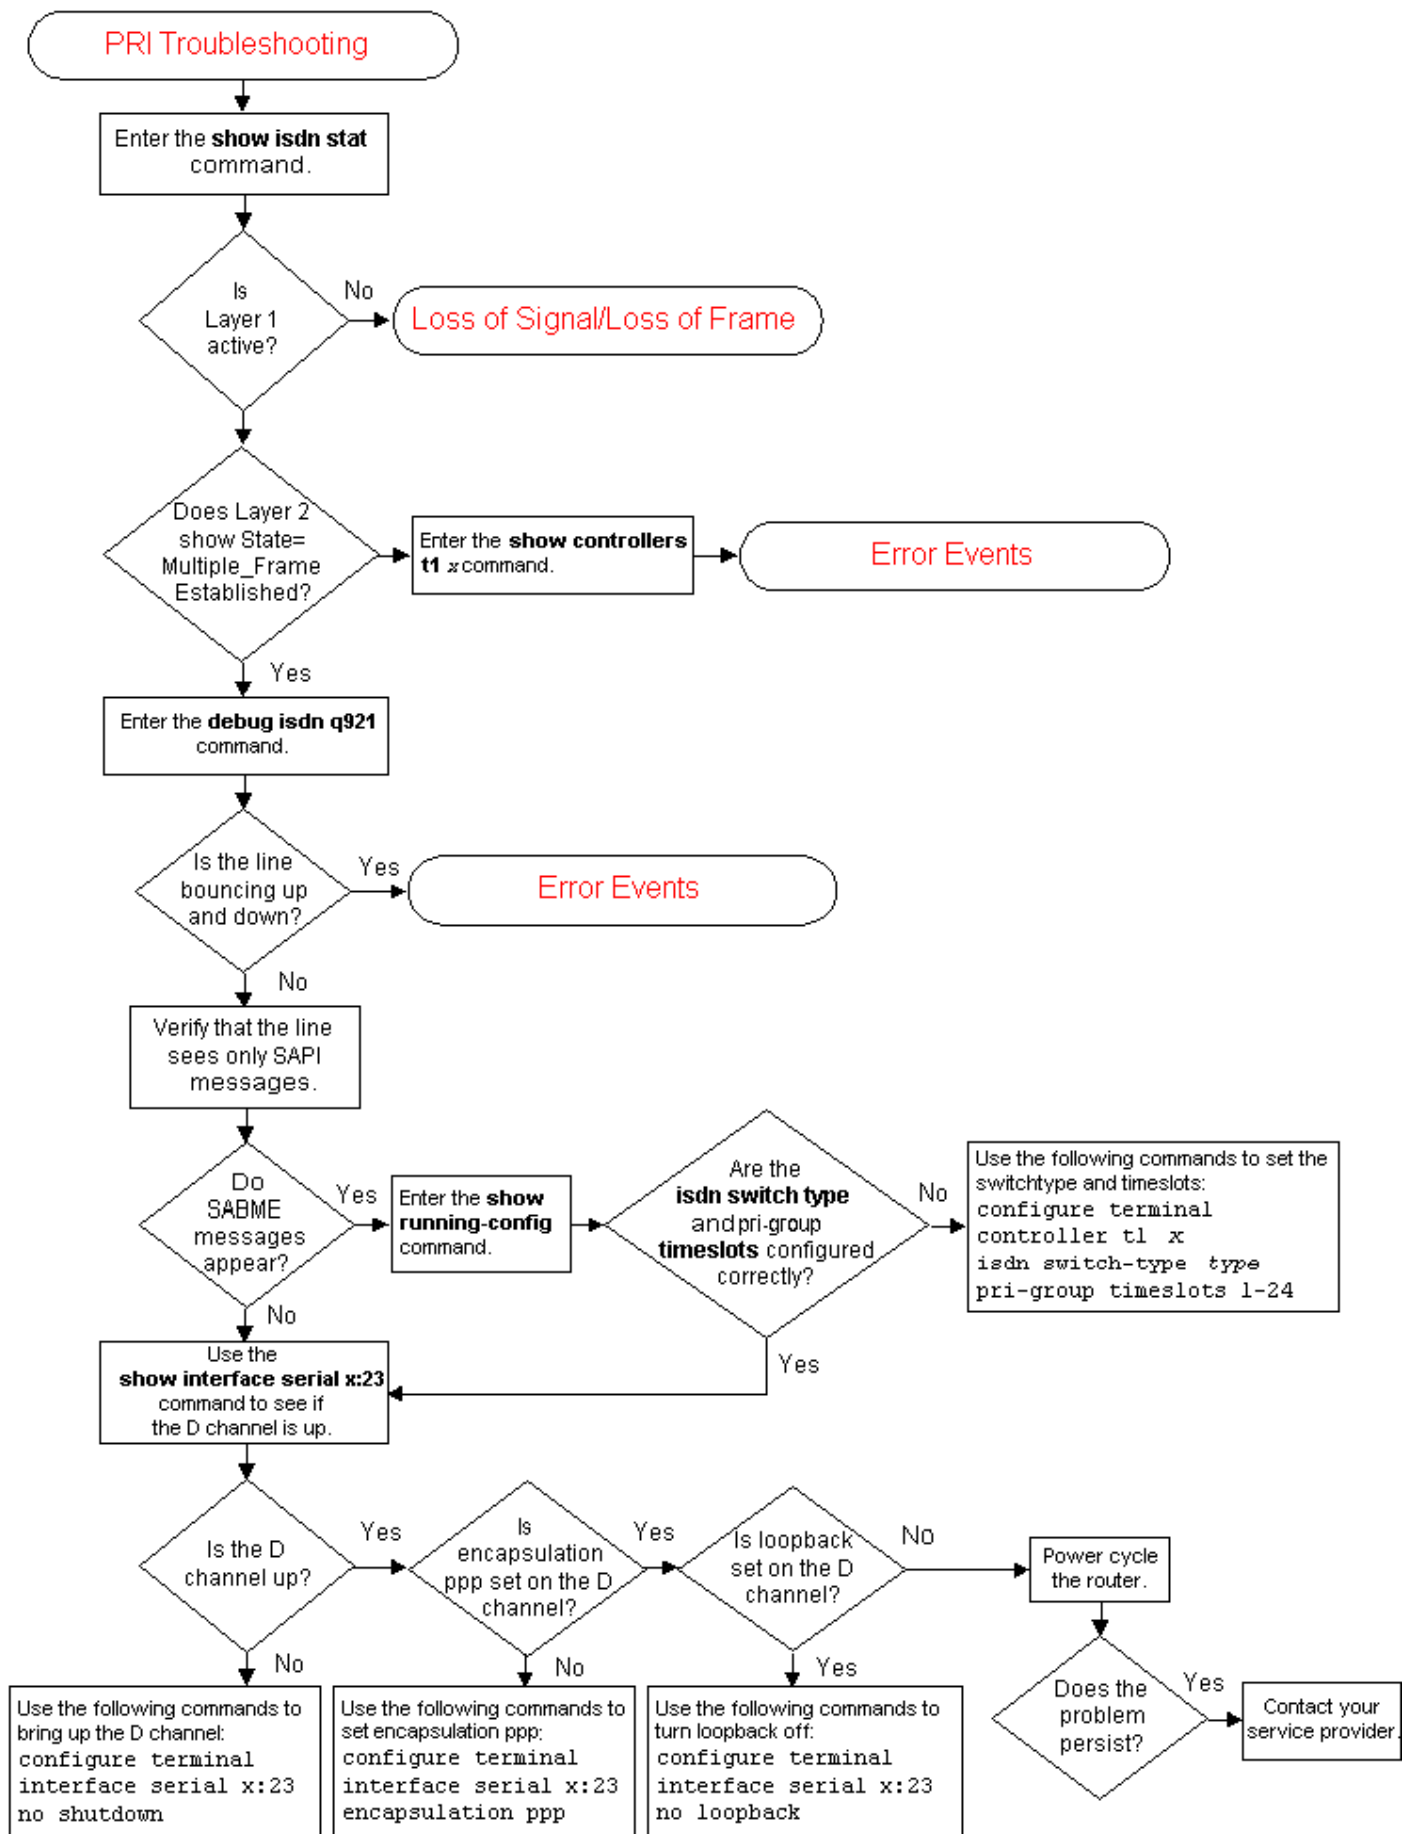 PRI Troubleshooting
Enter the show isdn stat
command.
Is
Layer 1
active?
No
Loss of Signal/Loss of Frame
Does Layer 2
show State=
Multiple_Frame
Established?
Enter the show controllers
t1 x command.
Error Events
Yes
Enter the debug isdn q921
command.
Is the line
bouncing up
and down?
Yes
Error Events
No
Verify that the line
sees only SAPI
messages.
Do
SABME
messages
appear?
Yes
Enter the show
running-config
command.
Are the
isdn switch type
and pri-group
timeslots configured
correctly?
No
Use the following commands to set the
switchtype and timeslots:
configure terminal
controller tl x
isdn switch-type type
pri-group timeslots l-24
No
Yes
Use the
show interface serial x:23
command to see if
the D channel is up.
Is the D
channel up?
Yes
Is
encapsulation
ppp set on the D
channel?
Yes
Is loopback
set on the D
channel?
No
Power cycle
the router.
No
Use the following commands to
bring up the D channel:
configure terminal
interface serial x:23
no shutdown
No
Use the following commands to
set encapsulation ppp:
configure terminal
interface serial x:23
encapsulation ppp
Yes
Use the following commands to
turn loopback off:
configure terminal
interface serial x:23
no loopback
Does the
problem
persist?
Yes
Contact your
service provider.